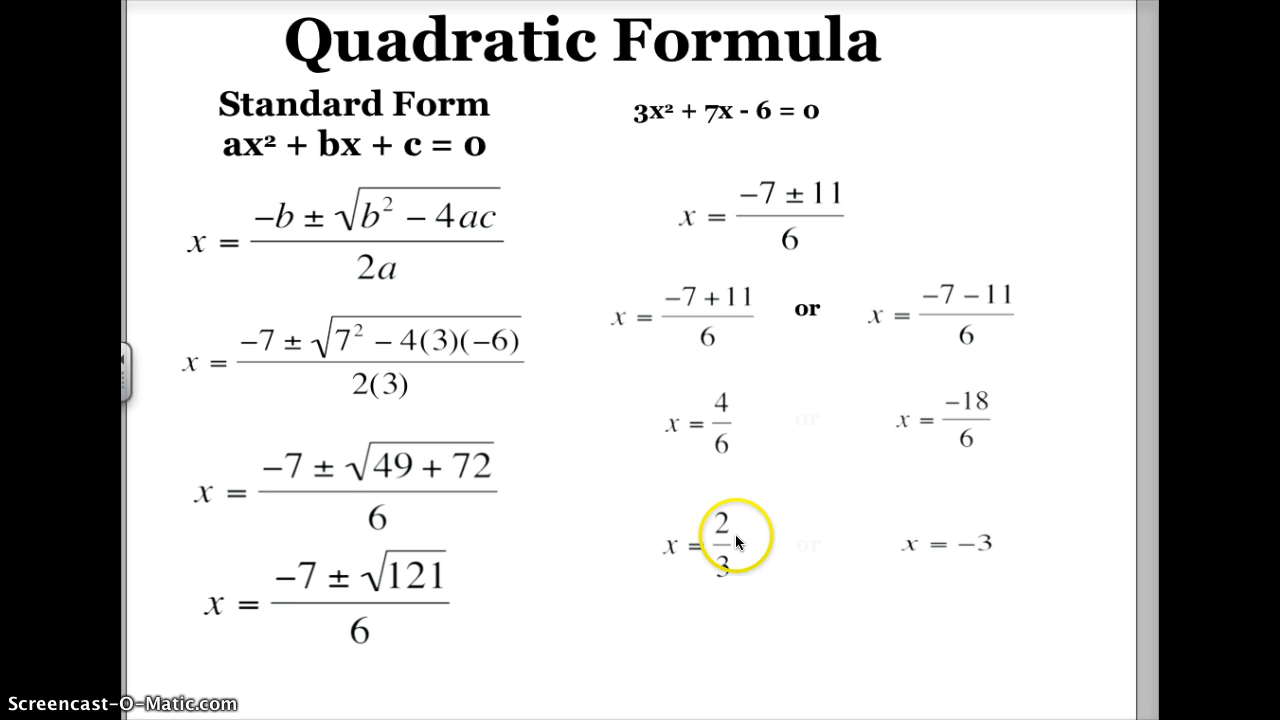 Quadratic Formula
Standard Form
ax² + bx + c = 0
x = (−b ± √(b² − 4ac)) / 2a
x = (−7 ± √(7² − 4(3)(−6))) / 2(3)
x = (−7 ± √(49 + 72)) / 6
x = (−7 ± √121) / 6
3x² + 7x - 6 = 0
x = (−7 ± 11) / 6
x = (−7 + 11) / 6 or x = (−7 − 11) / 6
x = 4 / 6 or x = −18 / 6
x = 2 / 3 or x = −3
Screencast-O-Matic.com